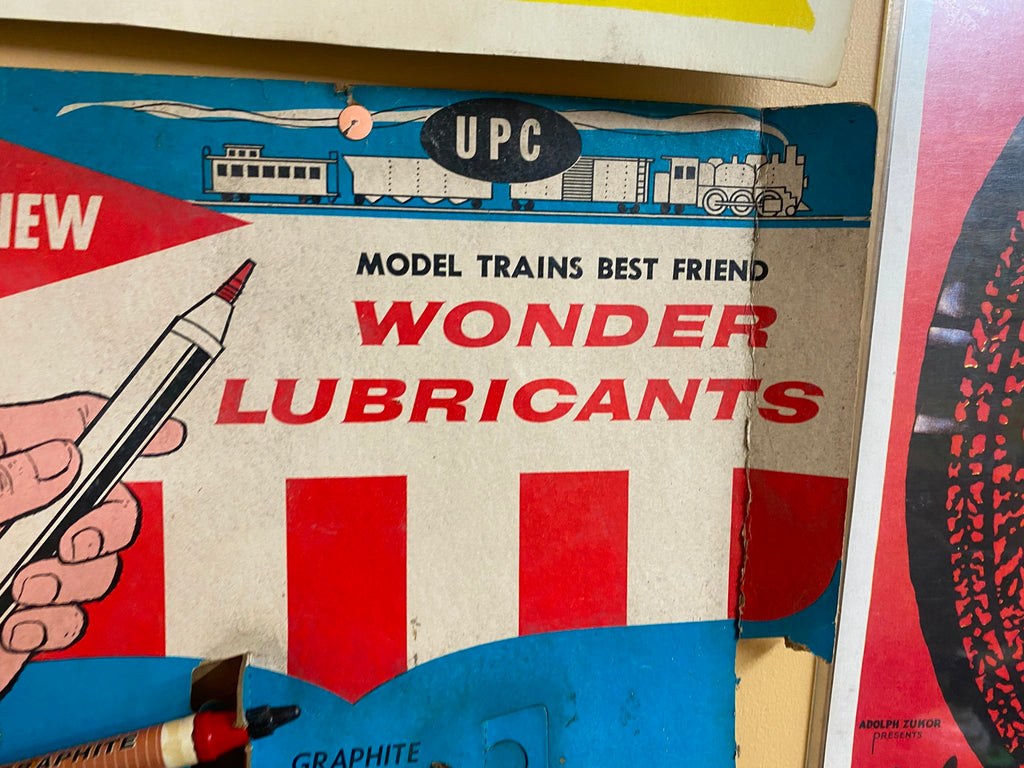 UPC
NEW
MODEL TRAINS BEST FRIEND
WONDER
LUBRICANTS
GRAPHITE
GRAPHITE
ADOLPH ZUKOR
PRESENTS